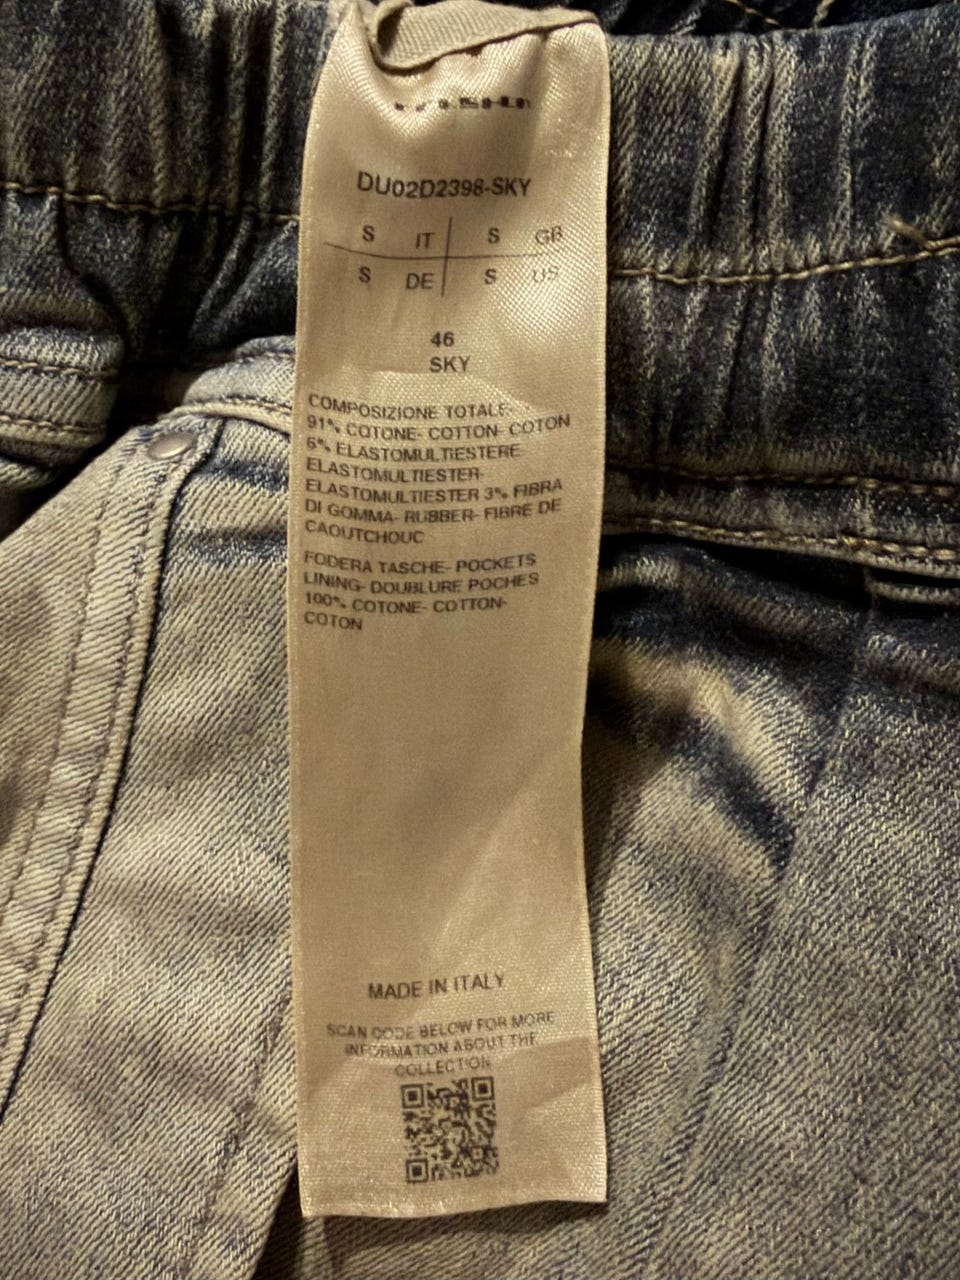 DU02D2398-SKY
S IT S GB
S DE S US
46
SKY
COMPOSIZIONE TOTALE-
91% COTONE- COTTON- COTON
6% ELASTOMULTIESTERE-
ELASTOMULTIESTER-
ELASTOMULTIESTER 3% FIBRA
DI GOMMA- RUBBER- FIBRE DE
CAOUTCHOUC
FODERA TASCHE- POCKETS
LINING- DOUBLURE POCHES
100% COTONE- COTTON-
COTON
MADE IN ITALY
SCAN CODE BELOW FOR MORE
INFORMATION ABOUT THE
COLLECTION